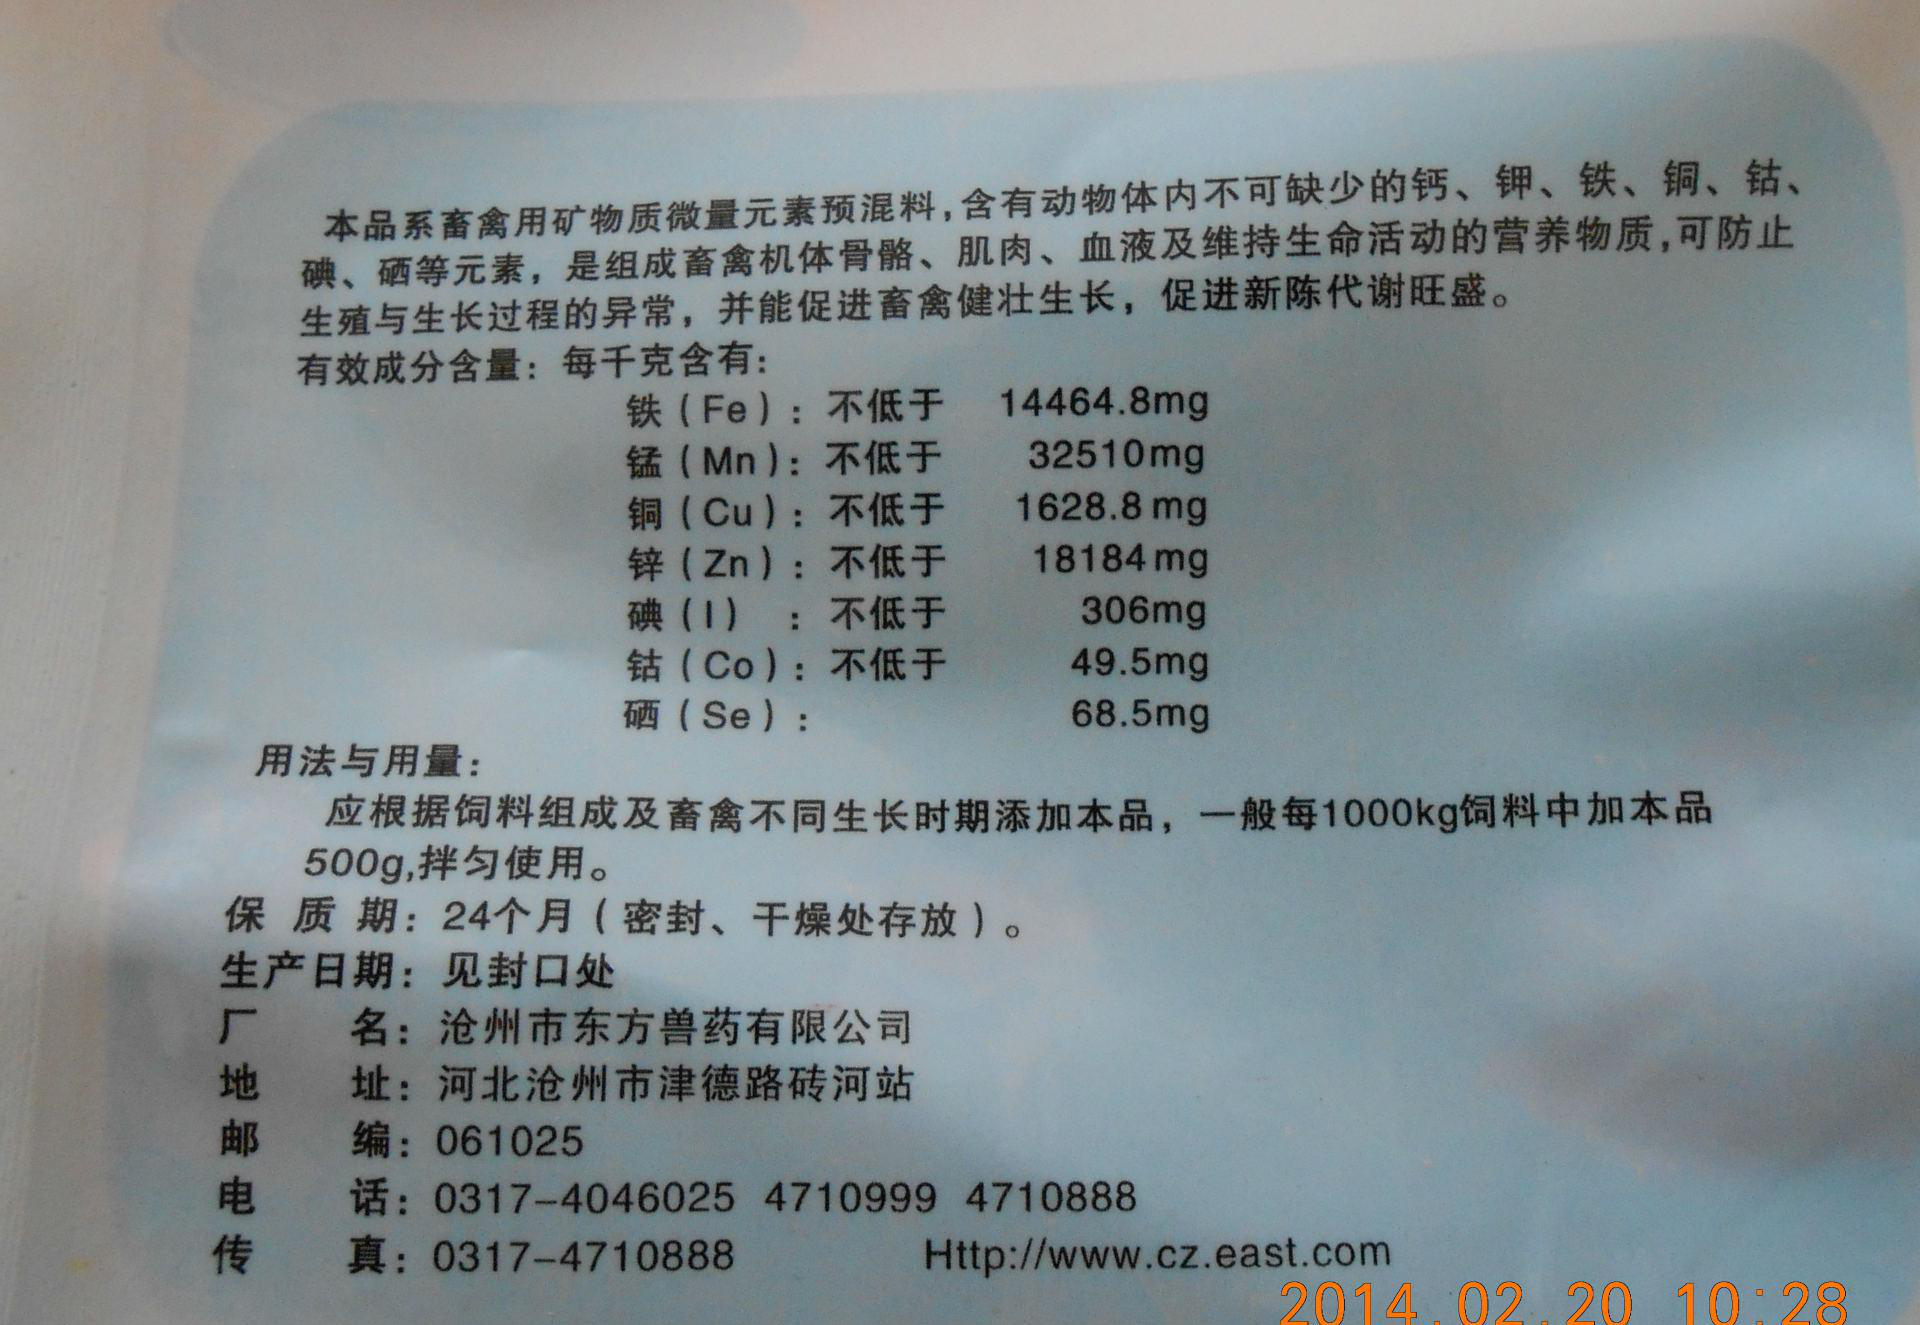 本品系畜禽用矿物质微量元素预混料,含有动物体内不可缺少的钙、钾、铁、铜、钴、
碘、硒等元素，是组成畜禽机体骨骼、肌肉、血液及维持生命活动的营养物质,可防止
生殖与生长过程的异常，并能促进畜禽健壮生长，促进新陈代谢旺盛。
有效成分含量：每千克含有：
铁（Fe）：不低于 14464.8mg
锰（Mn）：不低于 32510mg
铜（Cu）：不低于 1628.8mg
锌（Zn）：不低于 18184mg
碘（I）：不低于 306mg
钴（Co）：不低于 49.5mg
硒（Se）： 68.5mg
用法与用量：
应根据饲料组成及畜禽不同生长时期添加本品，一般每1000kg饲料中加本品
500g,拌匀使用。
保质期：24个月（密封、干燥处存放）。
生产日期：见封口处
厂名：沧州市东方兽药有限公司
地址：河北沧州市津德路砖河站
邮编：061025
电话：0317-4046025 4710999 4710888
传真：0317-4710888 Http://www.cz.east.com
2014.02.20 10:28